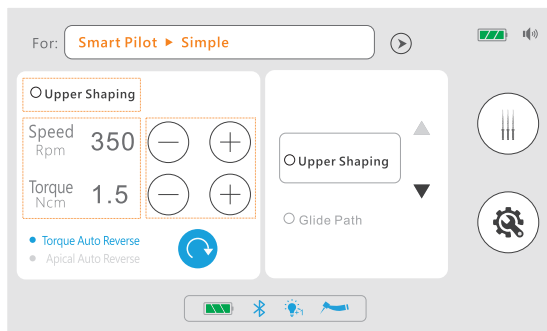 For: Smart Pilot ► Simple
Upper Shaping
Speed 350
Rpm
Torque 1.5
Ncm
Torque Auto Reverse
Apical Auto Reverse
Upper Shaping
Glide Path
1